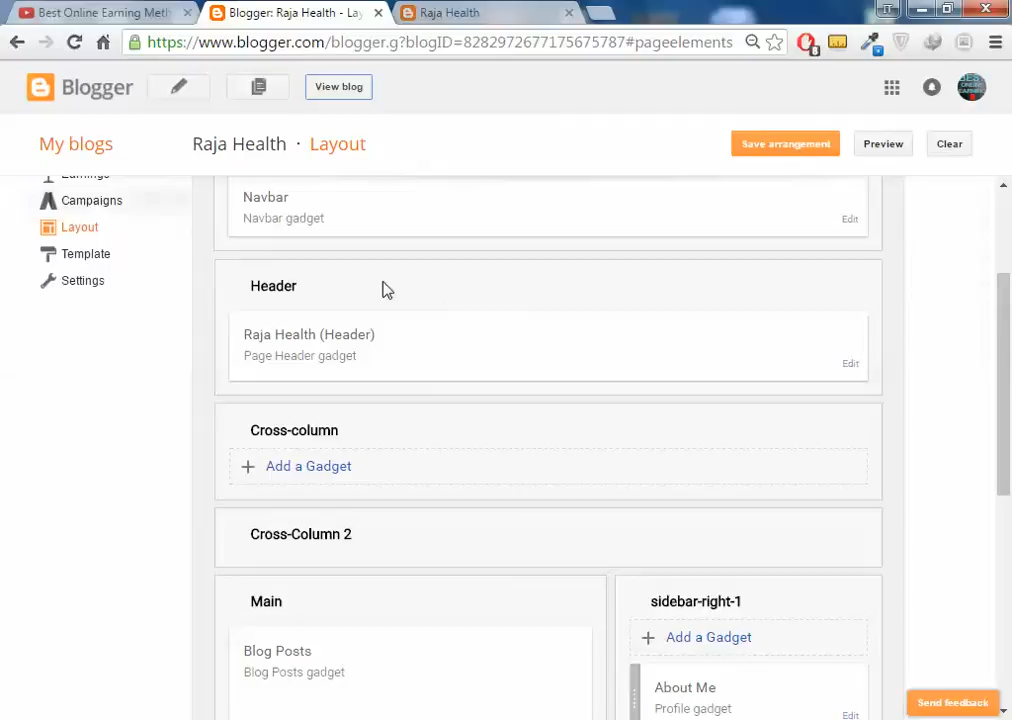 Best Online Earning Meth
Blogger: Raja Health - Lay
Raja Health
https://www.blogger.com/blogger.g?blogID=8282972677175675787#pageelements
8
Blogger
View blog
My blogs
Raja Health · Layout
Save arrangement
Preview
Clear
Earnings
Campaigns
Layout
Template
Settings
Navbar
Navbar gadget
Edit
Header
Raja Health (Header)
Page Header gadget
Edit
Cross-column
Add a Gadget
Cross-Column 2
Main
Blog Posts
Blog Posts gadget
sidebar-right-1
Add a Gadget
About Me
Profile gadget
Edit
Send feedback